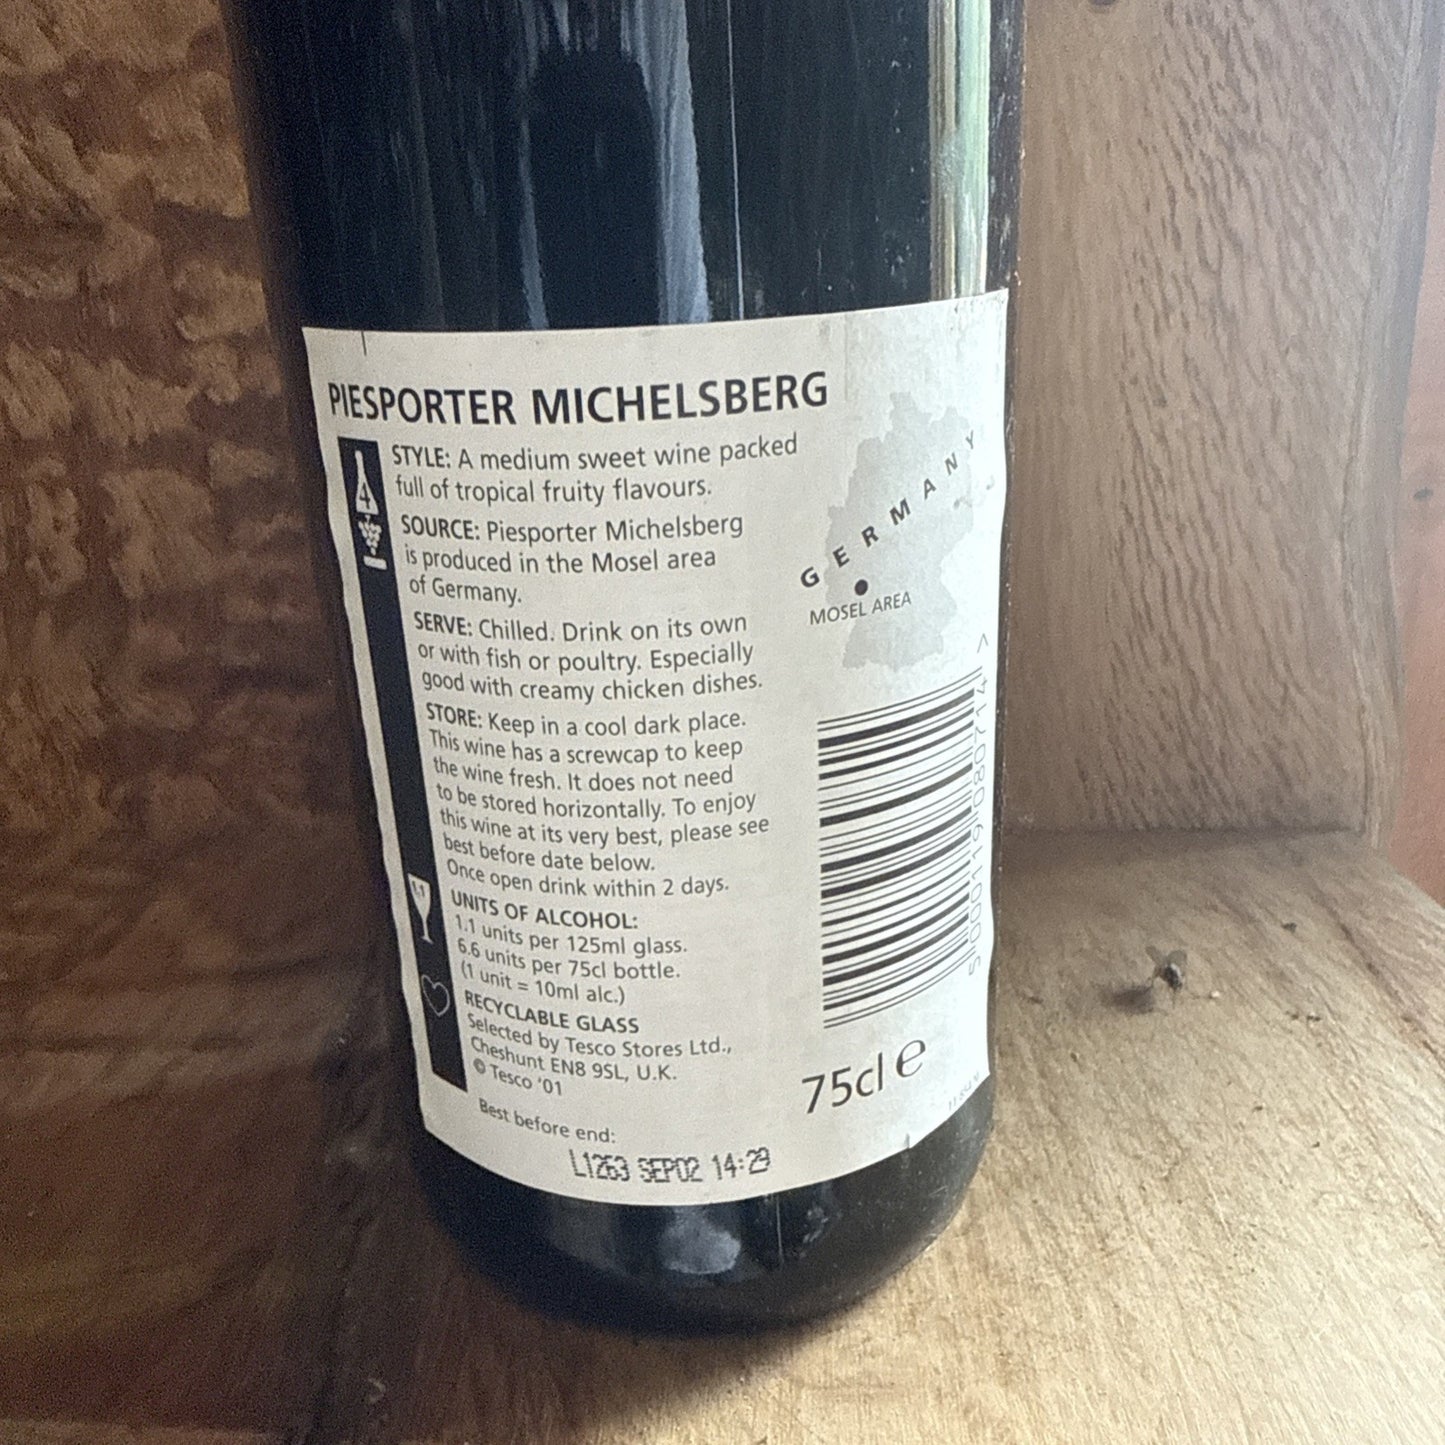 PIESPORTER MICHELSBERG
4
STYLE: A medium sweet wine packed
full of tropical fruity flavours.
SOURCE: Piesporter Michelsberg
is produced in the Mosel area
of Germany.
SERVE: Chilled. Drink on its own
or with fish or poultry. Especially
good with creamy chicken dishes.
STORE: Keep in a cool dark place.
This wine has a screwcap to keep
the wine fresh. It does not need
to be stored horizontally. To enjoy
this wine at its very best, please see
best before date below.
Once open drink within 2 days.
1.1
UNITS OF ALCOHOL:
1.1 units per 125ml glass.
6.6 units per 75cl bottle.
(1 unit = 10ml alc.)
RECYCLABLE GLASS
Selected by Tesco Stores Ltd.,
Cheshunt EN8 9SL, U.K.
© Tesco '01
Best before end:
L1263 SEP02 14:29
GERMANY
MOSEL AREA
5 000119 080714 >
75cl e